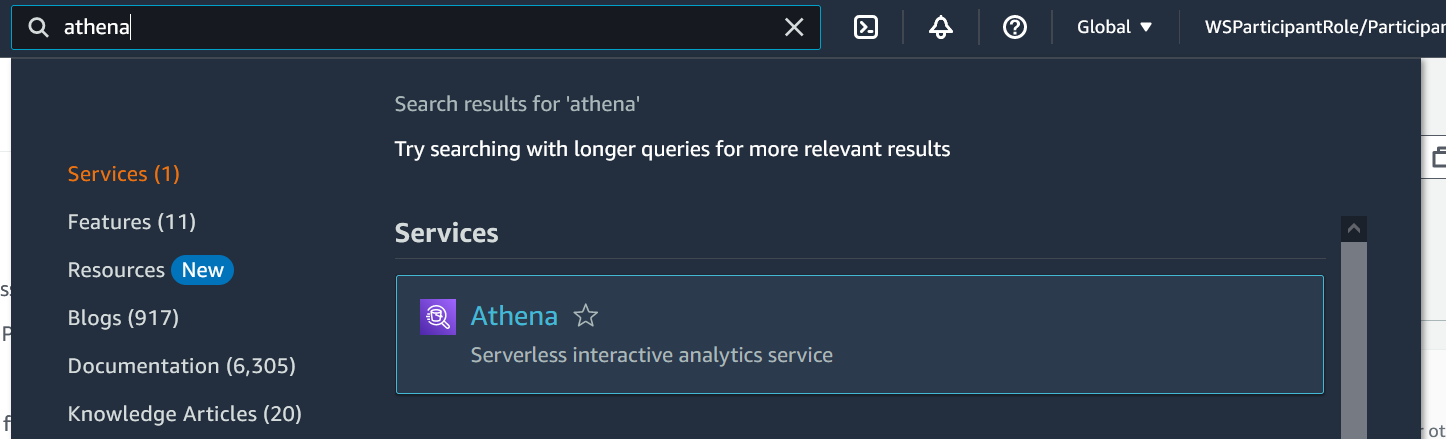 athena
Global
WSParticipantRole/Participan
Search results for 'athena'
Try searching with longer queries for more relevant results
Services (1)
Features (11)
Resources New
Blogs (917)
Documentation (6,305)
Knowledge Articles (20)
Services
Athena
Serverless interactive analytics service